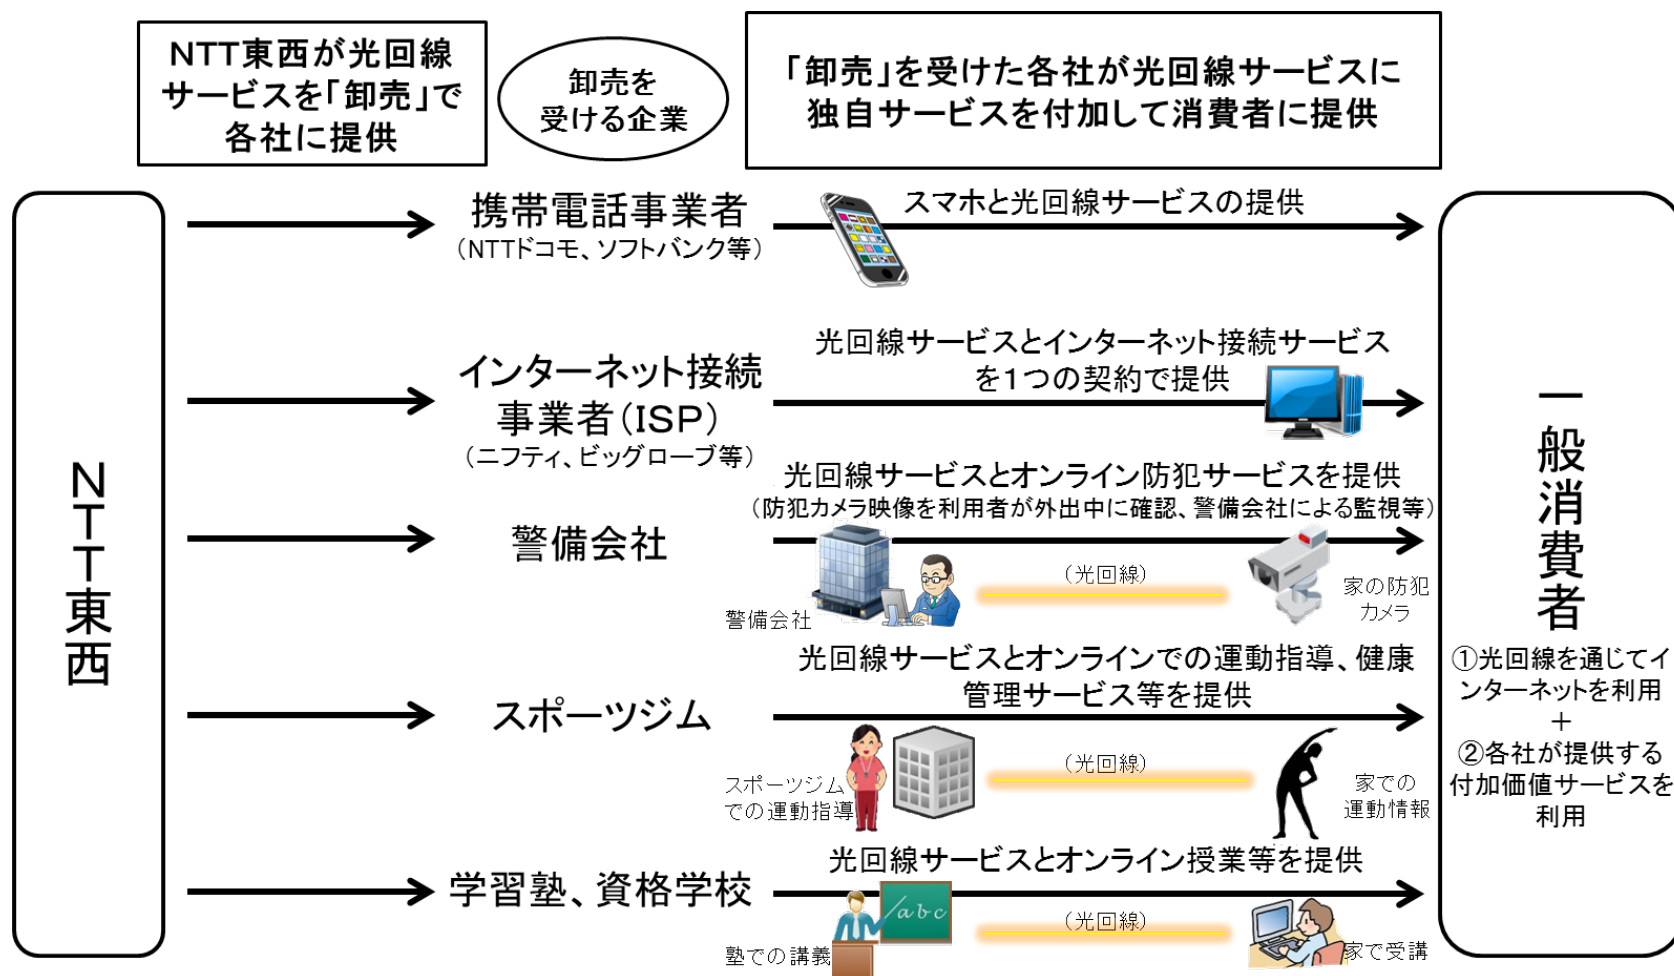 NTT東西が光回線
サービスを「卸売」で
各社に提供
卸売を
受ける企業
「卸売」を受けた各社が光回線サービスに
独自サービスを付加して消費者に提供
NTT東西
携帯電話事業者
（NTTドコモ、ソフトバンク等）
スマホと光回線サービスの提供
インターネット接続
事業者（ISP）
（ニフティ、ビッグローブ等）
光回線サービスとインターネット接続サービス
を１つの契約で提供
警備会社
光回線サービスとオンライン防犯サービスを提供
（防犯カメラ映像を利用者が外出中に確認、警備会社による監視等）
（光回線）
警備会社
家の防犯
カメラ
スポーツジム
光回線サービスとオンラインでの運動指導、健康
管理サービス等を提供
（光回線）
スポーツジム
での運動指導
家での
運動情報
学習塾、資格学校
光回線サービスとオンライン授業等を提供
abc
（光回線）
塾での講義
家で受講
一般消費者
①光回線を通じてイ
ンターネットを利用
＋
②各社が提供する
付加価値サービスを
利用